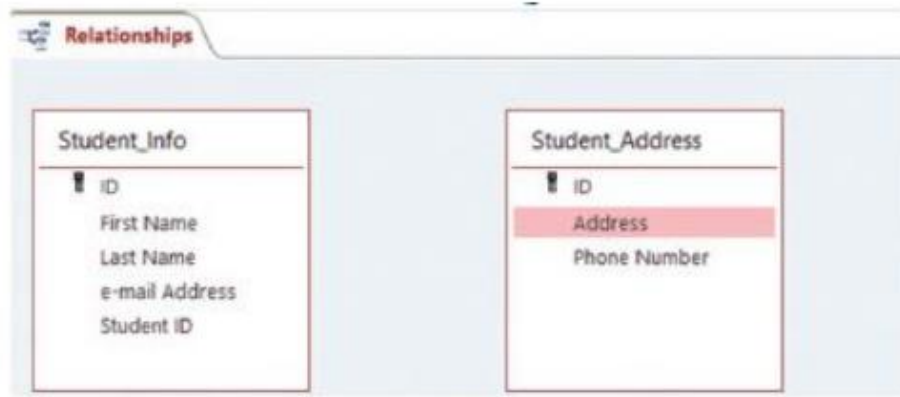 Relationships
Student_Info
ID
First Name
Last Name
e-mail Address
Student ID
Student_Address
ID
Address
Phone Number